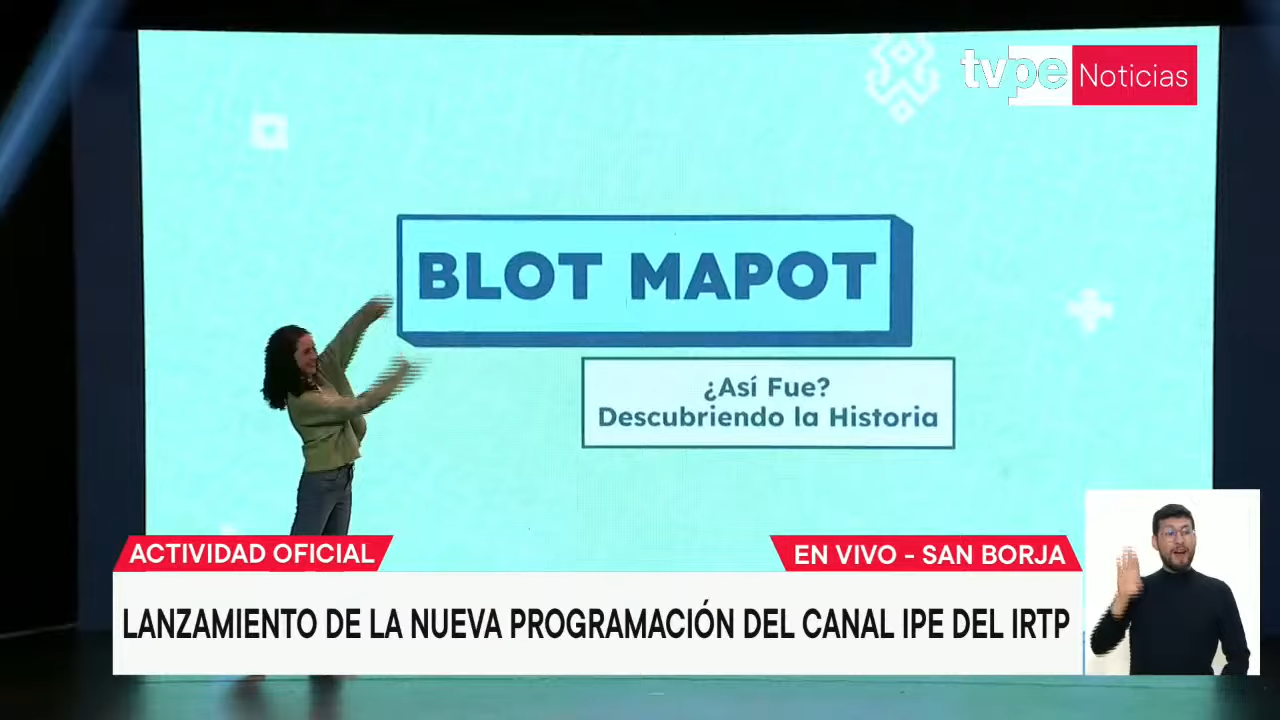 tvpe Noticias
BLOT MAPOT
¿Así Fue?
Descubriendo la Historia
ACTIVIDAD OFICIAL
EN VIVO - SAN BORJA
LANZAMIENTO DE LA NUEVA PROGRAMACIÓN DEL CANAL IPE DEL IRTP